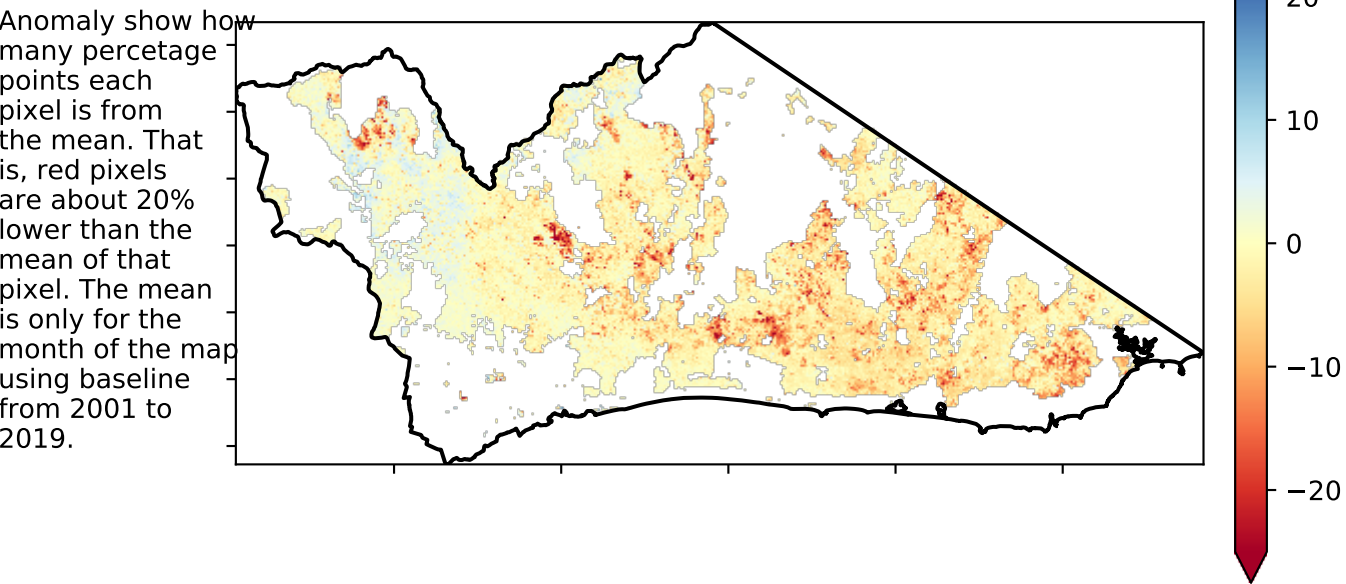 Anomaly show how
many percetage
points each
pixel is from
the mean. That
is, red pixels
are about 20%
lower than the
mean of that
pixel. The mean
is only for the
month of the map
using baseline
from 2001 to
2019.
20
10
0
−10
−20